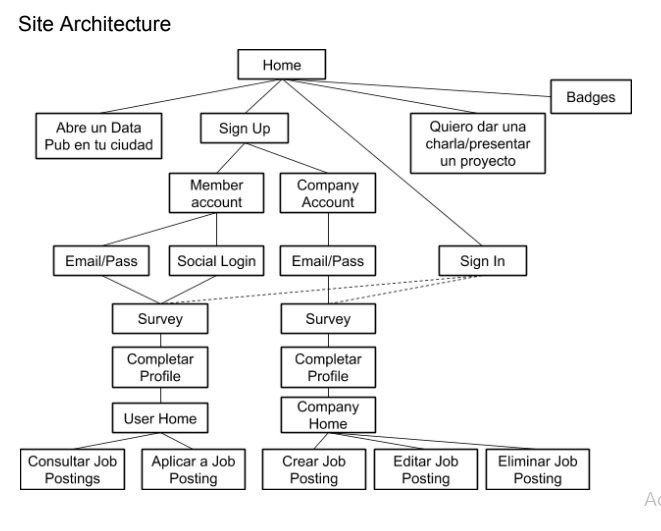 Site Architecture
Home
Badges
Abre un Data
Pub en tu ciudad
Sign Up
Quiero dar una
charla/presentar
un proyecto
Member
account
Company
Account
Email/Pass
Social Login
Email/Pass
Sign In
Survey
Survey
Completar
Profile
Completar
Profile
User Home
Company
Home
Consultar Job
Postings
Aplicar a Job
Posting
Crear Job
Posting
Editar Job
Posting
Eliminar Job
Posting